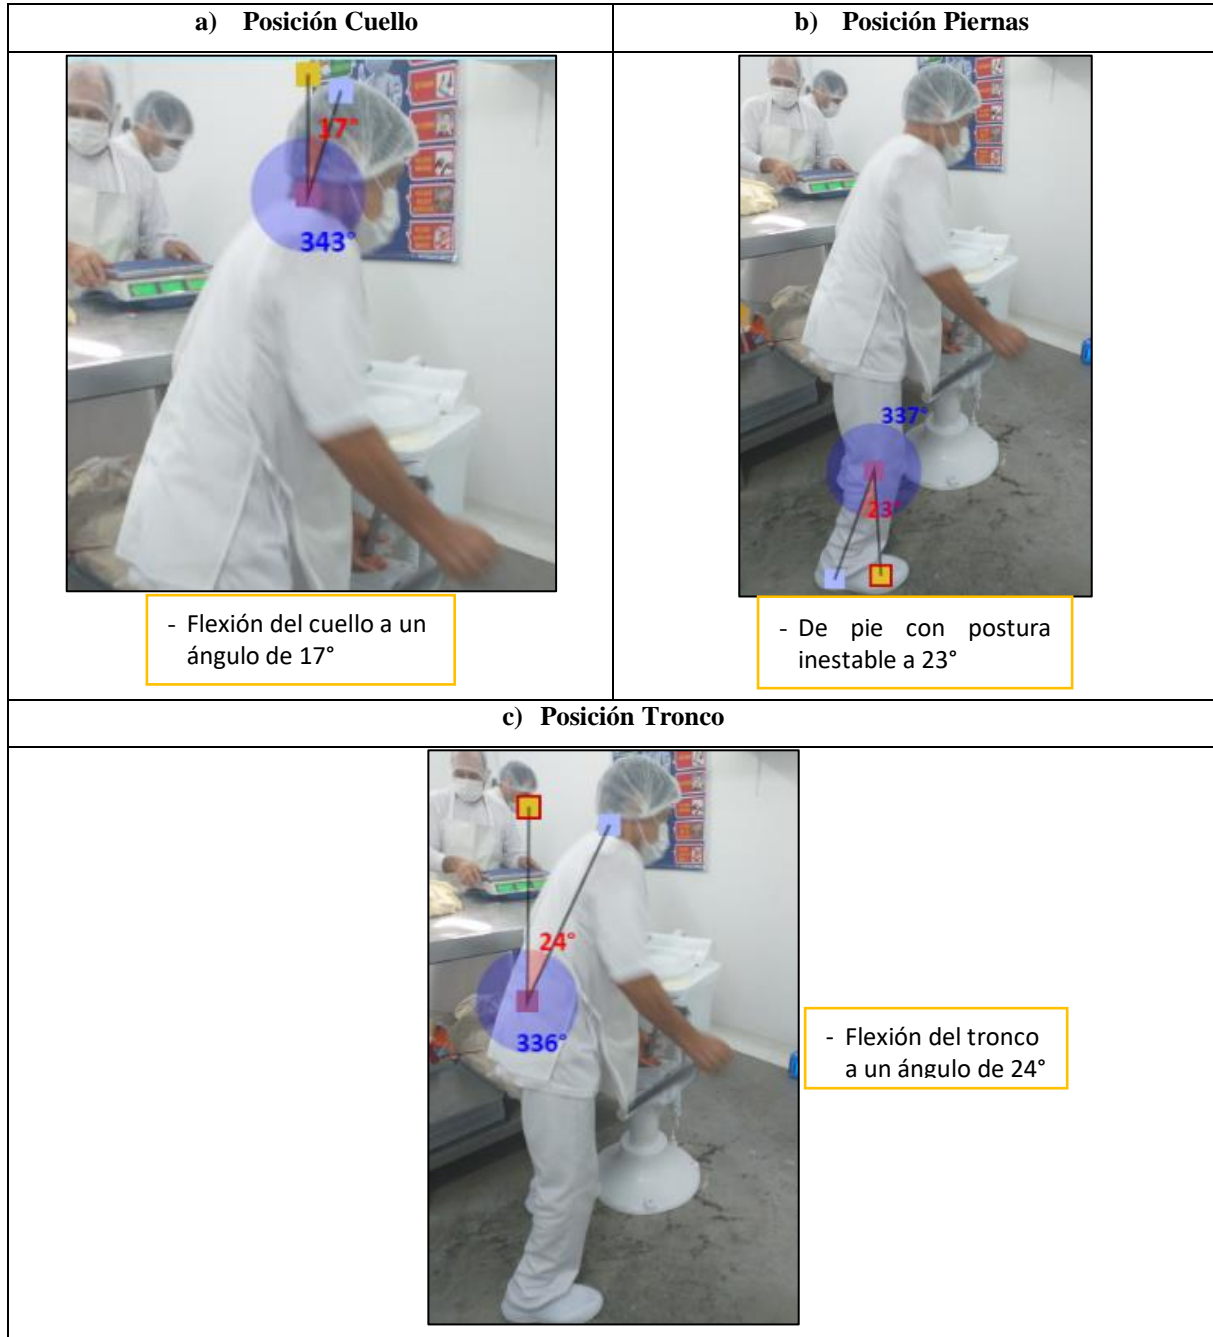 a) Posición Cuello
b) Posición Piernas
17°
343°
337°
23°
- Flexión del cuello a un
ángulo de 17°
- De pie con postura
inestable a 23°
c) Posición Tronco
24°
336°
- Flexión del tronco
a un ángulo de 24°